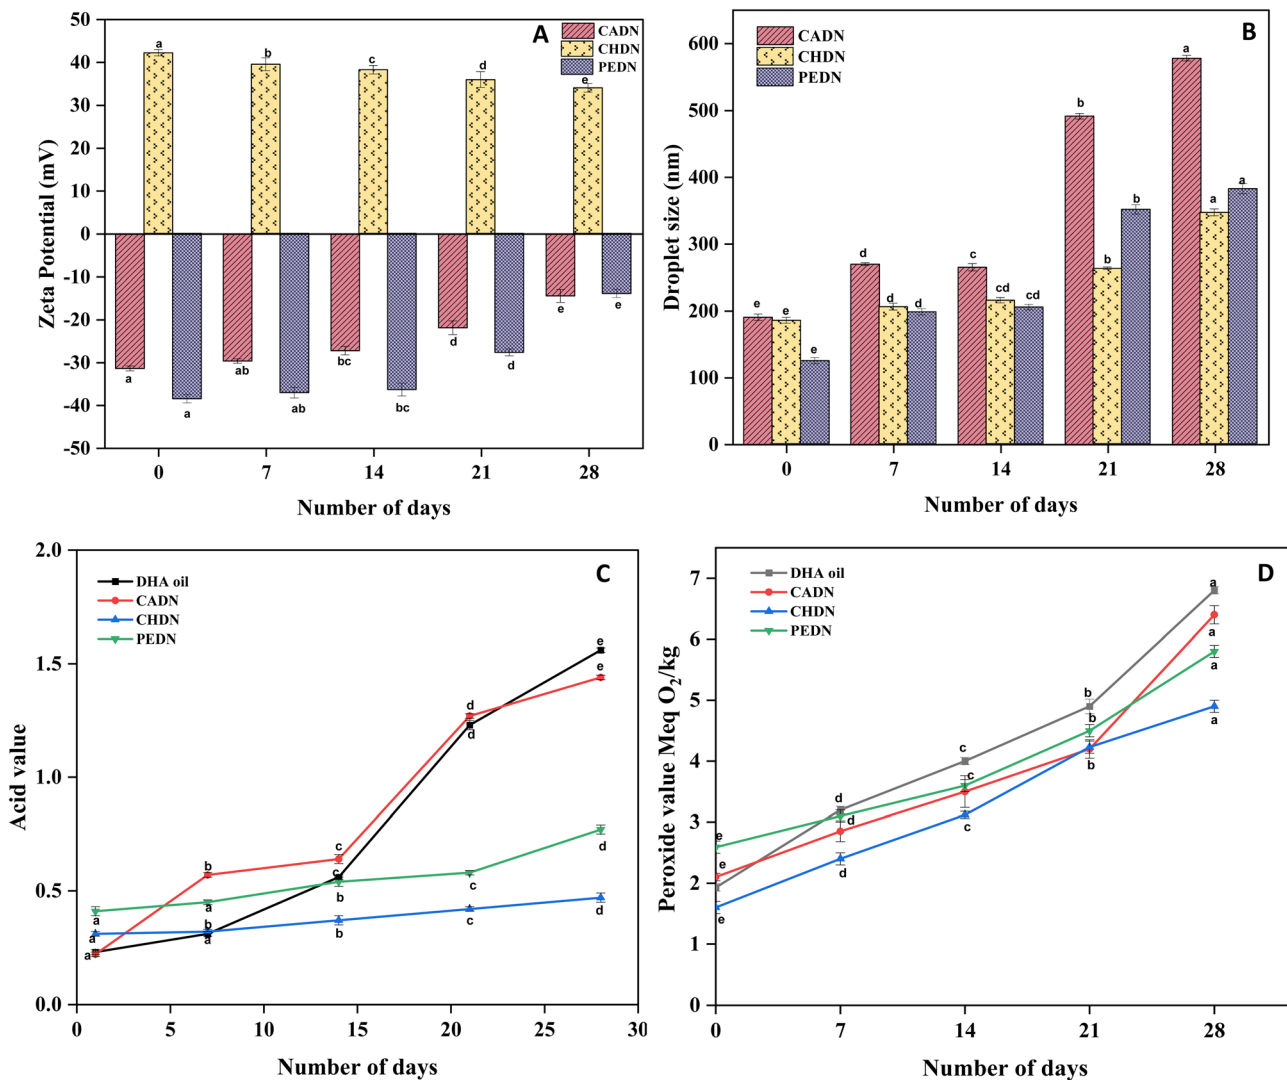 A
CADN
CHDN
PEDN
Zeta Potential (mV)
50
40
30
20
10
0
-10
-20
-30
-40
-50
a
b
c
d
e
a
ab
bc
d
e
a
ab
bc
d
e
0 7 14 21 28
Number of days
B
CADN
CHDN
PEDN
Droplet size (nm)
600
500
400
300
200
100
0
e
d
c
b
a
e
d
cd
b
a
e
d
cd
b
a
0 7 14 21 28
Number of days
C
DHA oil
CADN
CHDN
PEDN
Acid value
2.0
1.5
1.0
0.5
0.0
a
a
a
b
a
b
a
c
c
b
b
d
d
c
c
e
e
d
d
0 5 10 15 20 25 30
Number of days
D
DHA oil
CADN
CHDN
PEDN
Peroxide value Meq O₂/kg
7
6
5
4
3
2
1
0
e
e
e
d
d
d
c
c
c
b
b
b
a
a
a
a
0 7 14 21 28
Number of days